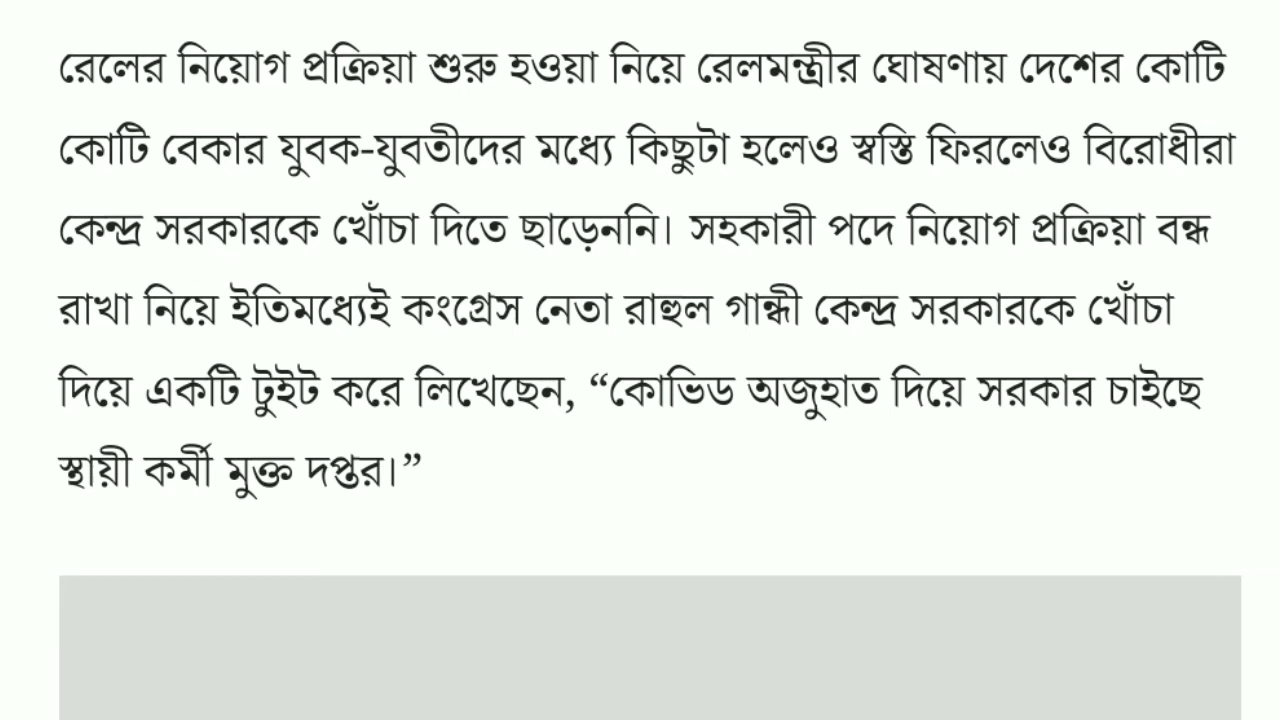 রেলের নিয়োগ প্রক্রিয়া শুরু হওয়া নিয়ে রেলমন্ত্রীর ঘোষণায় দেশের কোটি
কোটি বেকার যুবক-যুবতীদের মধ্যে কিছুটা হলেও স্বস্তি ফিরলেও বিরোধীরা
কেন্দ্র সরকারকে খোঁচা দিতে ছাড়েননি। সহকারী পদে নিয়োগ প্রক্রিয়া বন্ধ
রাখা নিয়ে ইতিমধ্যেই কংগ্রেস নেতা রাহুল গান্ধী কেন্দ্র সরকারকে খোঁচা
দিয়ে একটি টুইট করে লিখেছেন, “কোভিড অজুহাত দিয়ে সরকার চাইছে
স্থায়ী কর্মী মুক্ত দপ্তর।”